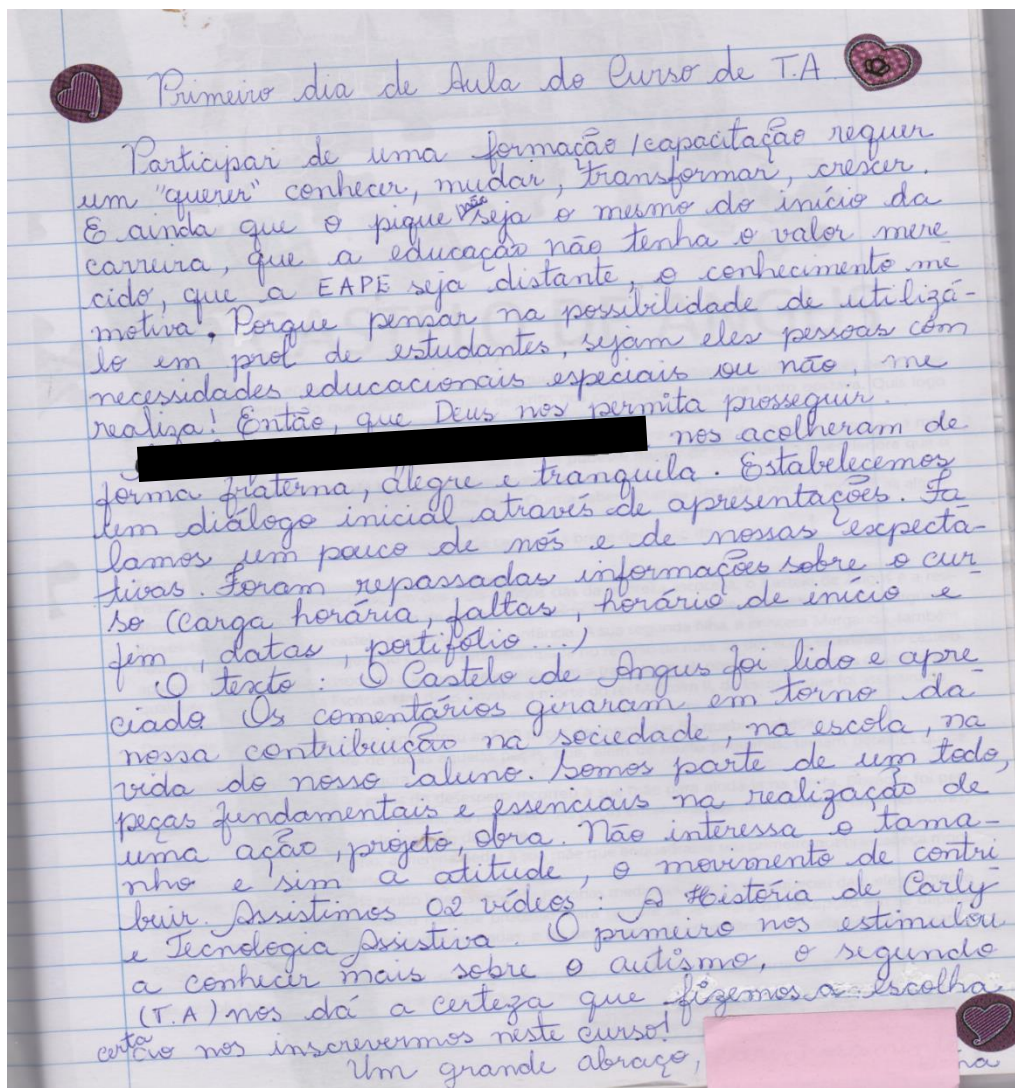 Primeiro dia de Aula do Curso de T.A
Participar de uma formação/capacitação requer
um "querer" conhecer, mudar, transformar, crescer.
E ainda que o pique não seja o mesmo do início da
carreira, que a educação não tenha o valor mere
cido, que a EAPE seja distante, o conhecimento me
motiva. Porque pensar na possibilidade de utilizá-
lo em prol de estudantes, sejam eles pessoas com
necessidades educacionais especiais ou não, me
realiza! Então, que Deus nos permita prosseguir.
nos acolheram de
forma fraterna, alegre e tranquila. Estabelecemos
um diálogo inicial através de apresentações. Fa
lamos um pouco de nós e de nossas expecta-
tivas. Foram repassadas informações sobre o cur
so (carga horária, faltas, horário de início e
fim, datas, portifólio...)
O texto: O Castelo de Angus foi lido e apre
ciado Os comentários giraram em torno da
nossa contribuição na sociedade, na escola, na
vida do nosso aluno. Somos parte de um todo,
peças fundamentais e essenciais na realização de
uma ação, projeto, obra. Não interessa o tama-
nho e sim a atitude, o movimento de contri
buir. Assistimos 02 vídeos: A História de Carly
e Tecnologia Assistiva. O primeiro nos estimulou
a conhecer mais sobre o autismo, o segundo
(T.A) nos dá a certeza que fizemos a escolha
certa ao nos inscrevermos neste curso!
Um grande abraço,